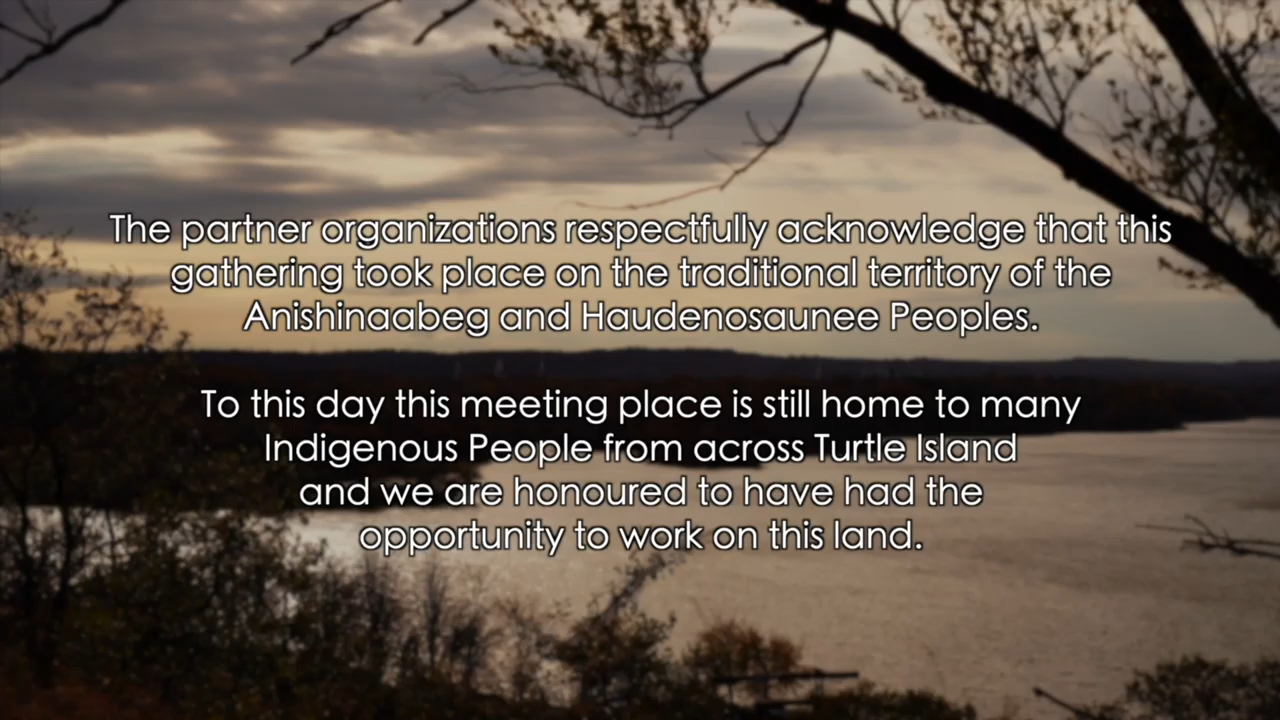 The partner organizations respectfully acknowledge that this
gathering took place on the traditional territory of the
Anishinaabeg and Haudenosaunee Peoples.
To this day this meeting place is still home to many
Indigenous People from across Turtle Island
and we are honoured to have had the
opportunity to work on this land.